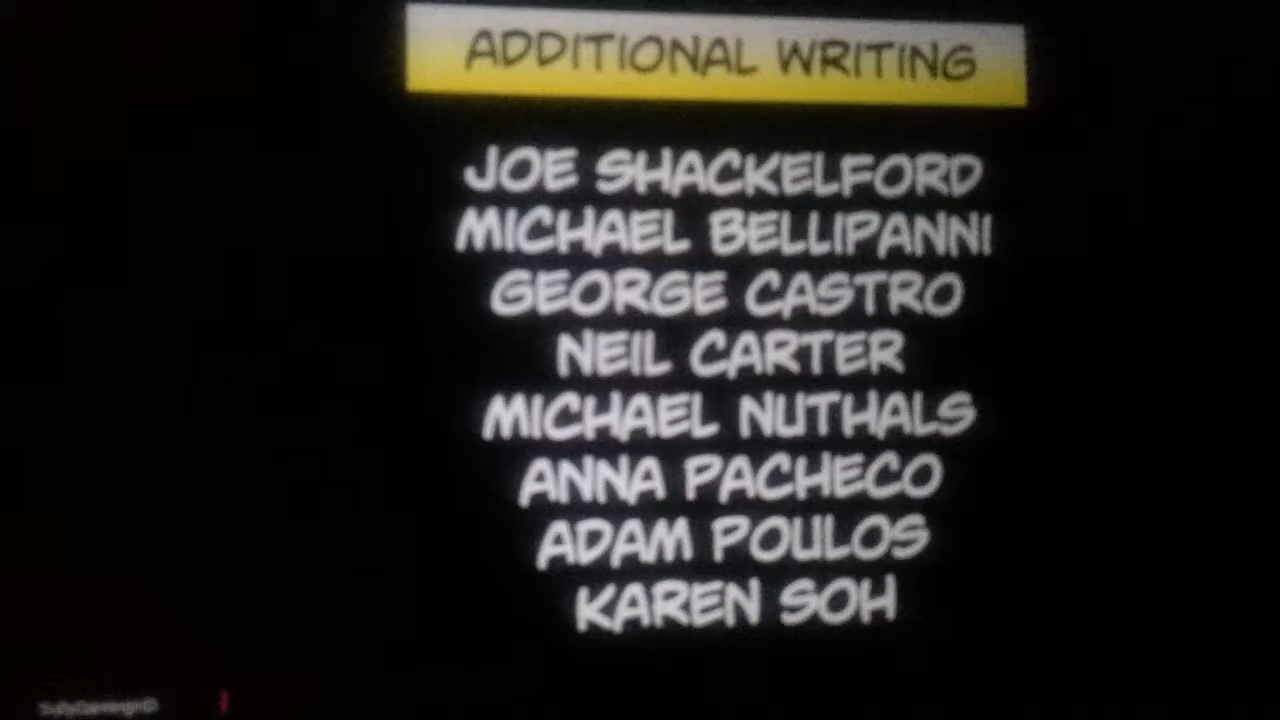 ADDITIONAL WRITING
JOE SHACKELFORD
MICHAEL BELLIPANNI
GEORGE CASTRO
NEIL CARTER
MICHAEL NUTHALS
ANNA PACHECO
ADAM POULOS
KAREN SOH